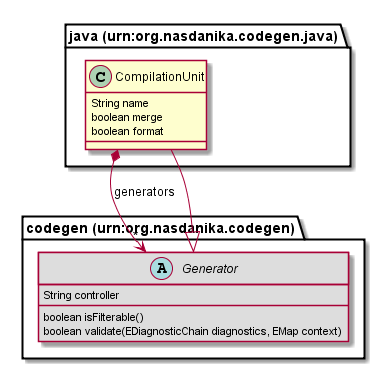 java (urn:org.nasdanika.codegen.java)
C CompilationUnit
String name
boolean merge
boolean format
generators
codegen (urn:org.nasdanika.codegen)
A Generator
String controller
boolean isFilterable()
boolean validate(EDiagnosticChain diagnostics, EMap context)